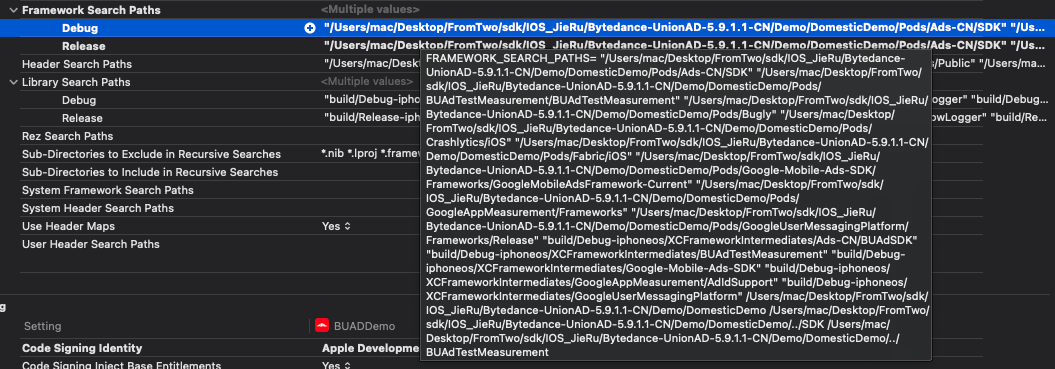 Framework Search Paths <Multiple values>
Debug "/Users/mac/Desktop/FromTwo/sdk/IOS_JieRu/Bytedance-UnionAD-5.9.1.1-CN/Demo/DomesticDemo/Pods/Ads-CN/SDK" "/Us...
Release "/Users/mac/Desktop/FromTwo/sdk/IOS_JieRu/Bytedance-UnionAD-5.9.1.1-CN/Demo/DomesticDemo/Pods/Ads-CN/SDK" "/Us...
Header Search Paths "/Users/mac/Desk s/Public" "/Users/ma...
Library Search Paths <Multiple values>
Debug "build/Debug-iphone ogger" "build/Debug...
Release "build/Release-iph owLogger" "build/Re...
Rez Search Paths
Sub-Directories to Exclude in Recursive Searches *.nib *.lproj *.framew
Sub-Directories to Include in Recursive Searches
System Framework Search Paths
System Header Search Paths
Use Header Maps Yes
User Header Search Paths
FRAMEWORK_SEARCH_PATHS= "/Users/mac/Desktop/FromTwo/sdk/IOS_JieRu/Bytedance-
UnionAD-5.9.1.1-CN/Demo/DomesticDemo/Pods/Ads-CN/SDK" "/Users/mac/Desktop/FromTwo/
sdk/IOS_JieRu/Bytedance-UnionAD-5.9.1.1-CN/Demo/DomesticDemo/Pods/
BUAdTestMeasurement/BUAdTestMeasurement" "/Users/mac/Desktop/FromTwo/sdk/IOS_JieRu/
Bytedance-UnionAD-5.9.1.1-CN/Demo/DomesticDemo/Pods/Bugly" "/Users/mac/Desktop/
FromTwo/sdk/IOS_JieRu/Bytedance-UnionAD-5.9.1.1-CN/Demo/DomesticDemo/Pods/
Crashlytics/iOS" "/Users/mac/Desktop/FromTwo/sdk/IOS_JieRu/Bytedance-UnionAD-5.9.1.1-CN/
Demo/DomesticDemo/Pods/Fabric/iOS" "/Users/mac/Desktop/FromTwo/sdk/IOS_JieRu/
Bytedance-UnionAD-5.9.1.1-CN/Demo/DomesticDemo/Pods/Google-Mobile-Ads-SDK/
Frameworks/GoogleMobileAdsFramework-Current" "/Users/mac/Desktop/FromTwo/sdk/
IOS_JieRu/Bytedance-UnionAD-5.9.1.1-CN/Demo/DomesticDemo/Pods/
GoogleAppMeasurement/Frameworks" "/Users/mac/Desktop/FromTwo/sdk/IOS_JieRu/
Bytedance-UnionAD-5.9.1.1-CN/Demo/DomesticDemo/Pods/GoogleUserMessagingPlatform/
Frameworks/Release" "build/Debug-iphoneos/XCFrameworkIntermediates/Ads-CN/BUAdSDK"
"build/Debug-iphoneos/XCFrameworkIntermediates/BUAdTestMeasurement" "build/Debug-
iphoneos/XCFrameworkIntermediates/Google-Mobile-Ads-SDK" "build/Debug-iphoneos/
XCFrameworkIntermediates/GoogleAppMeasurement/AdIdSupport" "build/Debug-iphoneos/
XCFrameworkIntermediates/GoogleUserMessagingPlatform" /Users/mac/Desktop/FromTwo/sdk/
IOS_JieRu/Bytedance-UnionAD-5.9.1.1-CN/Demo/DomesticDemo /Users/mac/Desktop/FromTwo/
sdk/IOS_JieRu/Bytedance-UnionAD-5.9.1.1-CN/Demo/DomesticDemo/../SDK /Users/mac/
Desktop/FromTwo/sdk/IOS_JieRu/Bytedance-UnionAD-5.9.1.1-CN/Demo/DomesticDemo/../
BUAdTestMeasurement
g
Setting BUADDemo
Code Signing Identity Apple Developme
Code Signing Inject Base Entitlements Yes